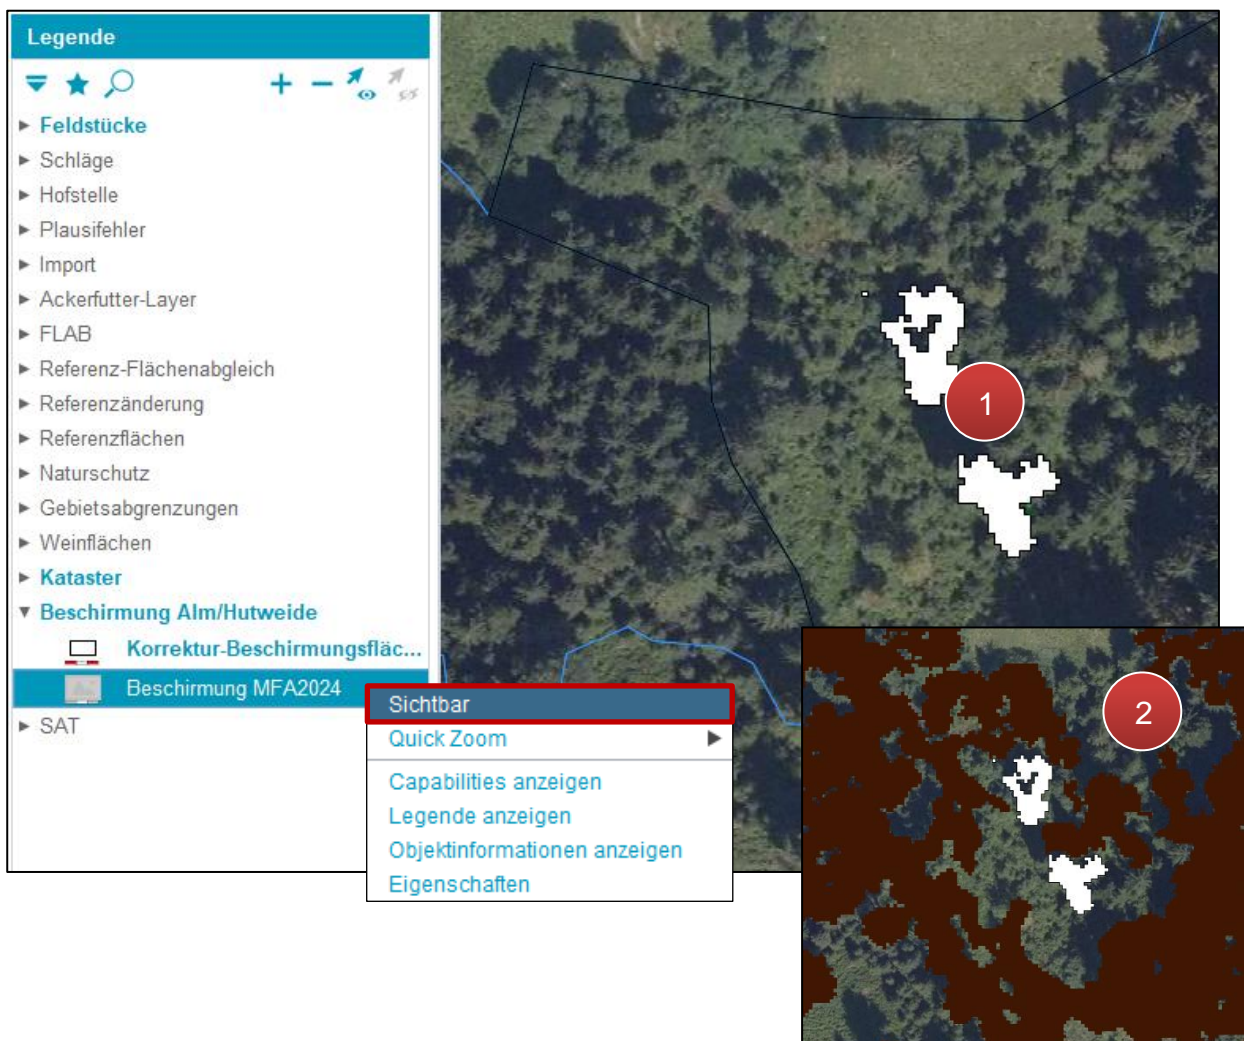 Legende
Feldstücke
Schläge
Hofstelle
Plausifehler
Import
Ackerfutter-Layer
FLAB
Referenz-Flächenabgleich
Referenzänderung
Referenzflächen
Naturschutz
Gebietsabgrenzungen
Weinflächen
Kataster
Beschirmung Alm/Hutweide
Korrektur-Beschirmungsfläc...
Beschirmung MFA2024
SAT
Sichtbar
Quick Zoom
Capabilities anzeigen
Legende anzeigen
Objektinformationen anzeigen
Eigenschaften
1
2